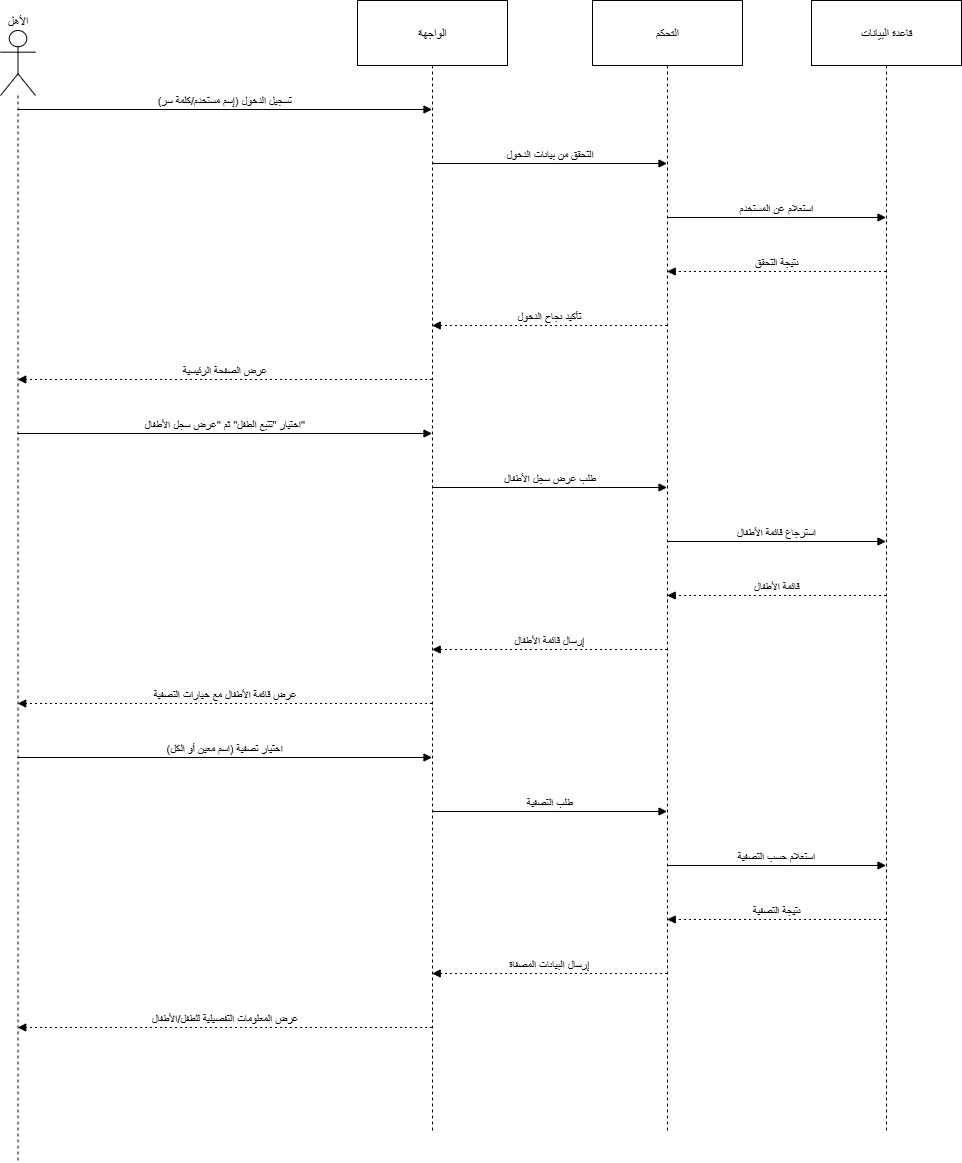 الأهل
الواجهة
التحكم
قاعدة البيانات
تسجيل الدخول (إسم مستخدم/كلمة سر)
التحقق من بيانات الدخول
استعلام عن المستخدم
نتيجة التحقق
تأكيد نجاح الدخول
عرض الصفحة الرئيسية
اختيار "تتبع الطفل" ثم "عرض سجل الأطفال"
طلب عرض سجل الأطفال
استرجاع قائمة الأطفال
قائمة الأطفال
إرسال قائمة الأطفال
عرض قائمة الأطفال مع خيارات التصفية
اختيار تصفية (اسم معين أو الكل)
طلب التصفية
استعلام حسب التصفية
نتيجة التصفية
إرسال البيانات المصفاة
عرض المعلومات التفصيلية للطفل/الأطفال